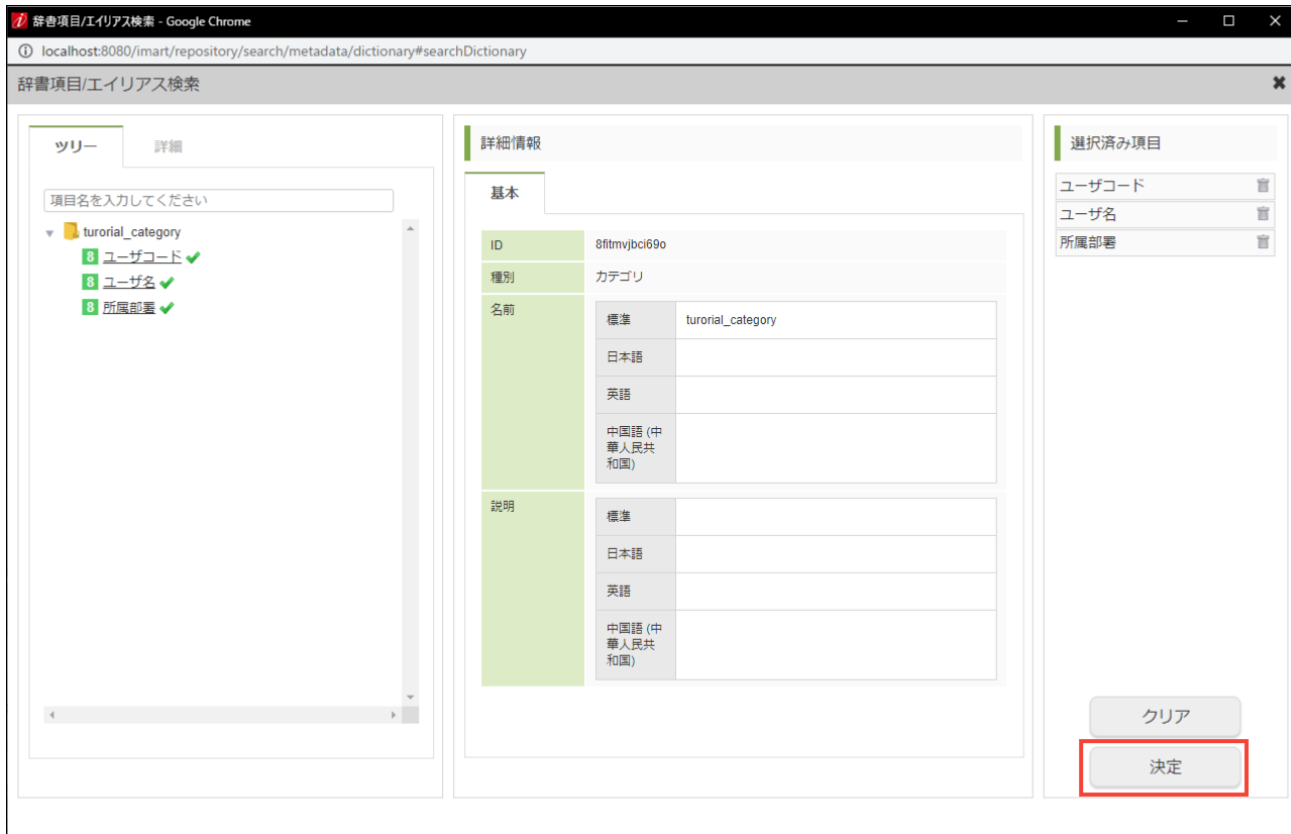 辞書項目/エイリアス検索 - Google Chrome
localhost:8080/imart/repository/search/metadata/dictionary#searchDictionary
辞書項目/エイリアス検索
ツリー 詳細
項目名を入力してください
turorial_category
8 ユーザコード
8 ユーザ名
8 所属部署
詳細情報
基本
ID 8fitmvjbci69o
種別 カテゴリ
名前
標準 turorial_category
日本語
英語
中国語 (中
華人民共
和国)
説明
標準
日本語
英語
中国語 (中
華人民共
和国)
選択済み項目
ユーザコード
ユーザ名
所属部署
クリア
決定